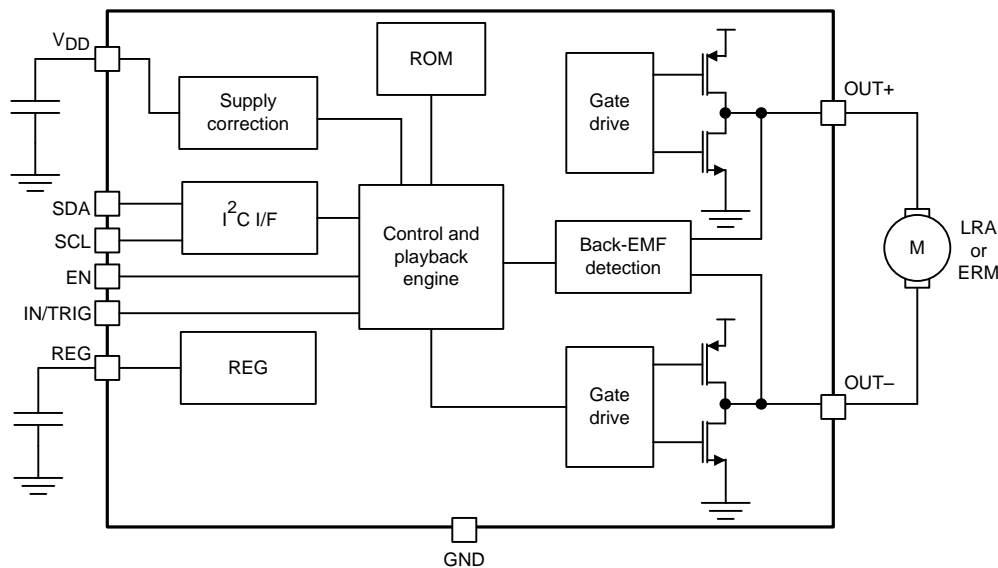 VDD
ROM
OUT+
Supply
correction
Gate
drive
SDA
I²C I/F
SCL
Control and
playback
engine
Back-EMF
detection
M
LRA
or
ERM
EN
IN/TRIG
REG
REG
Gate
drive
OUT–
GND